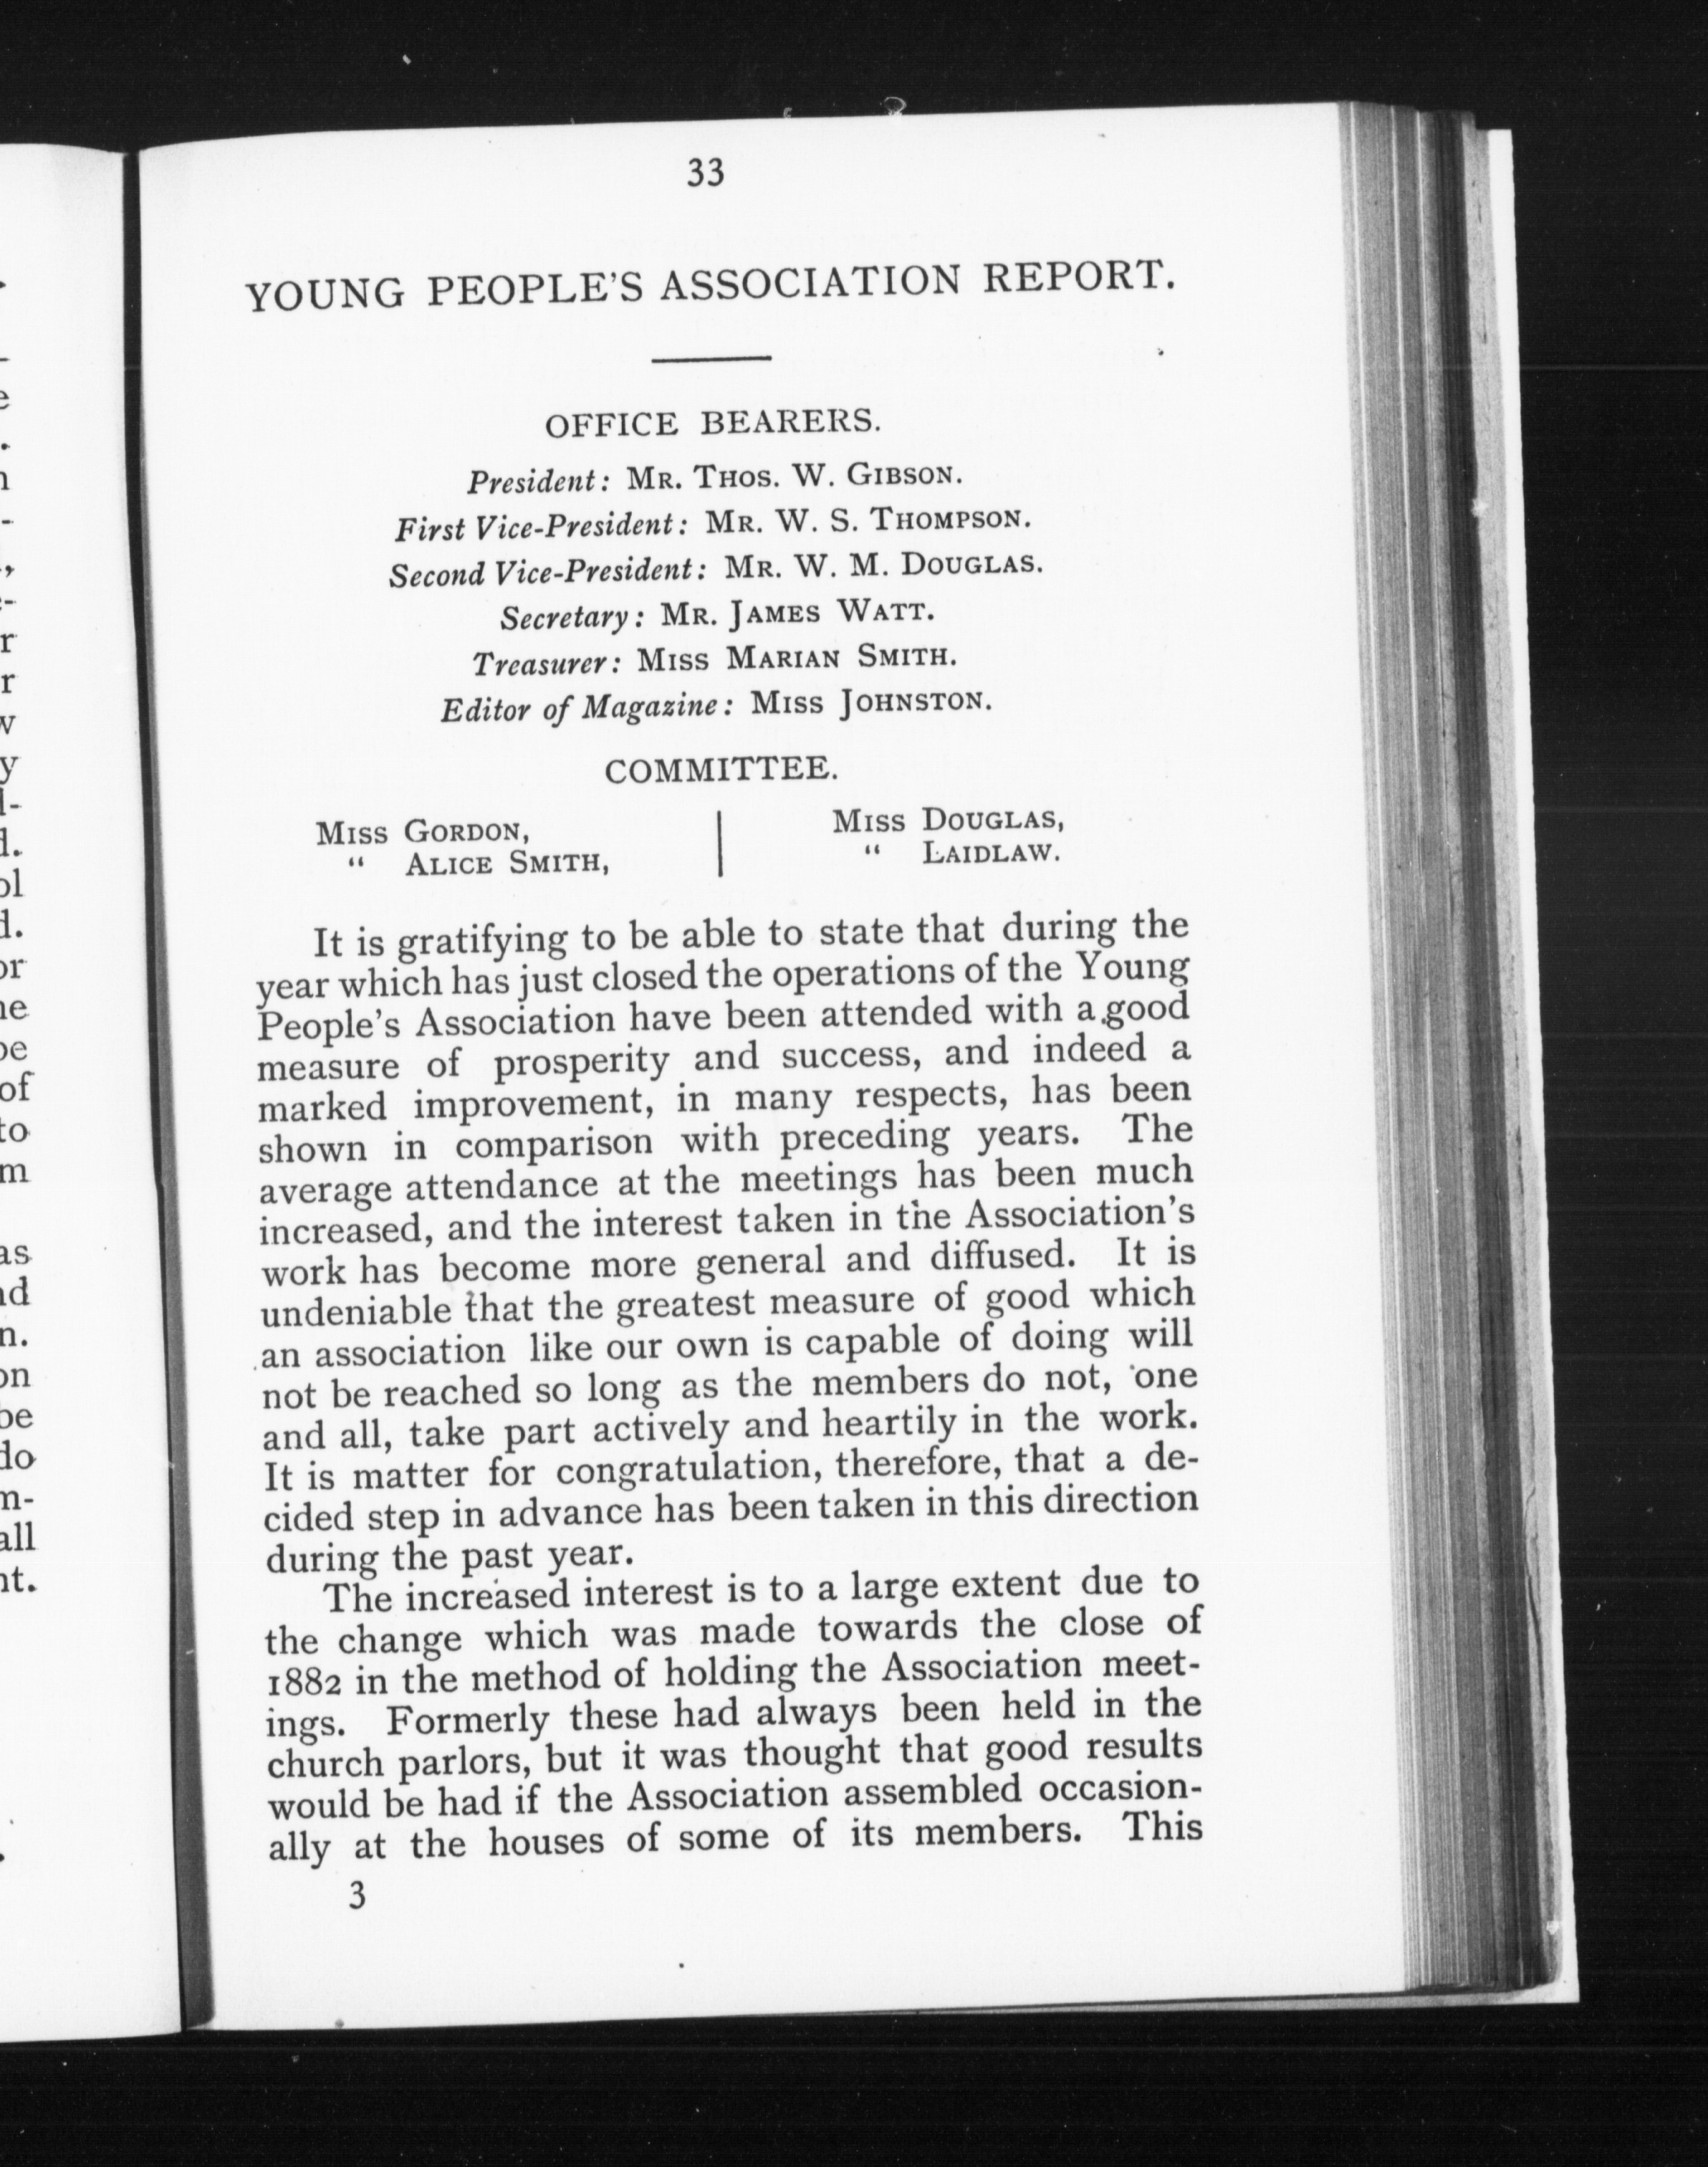 33
YOUNG PEOPLE'S ASSOCIATION REPORT.
OFFICE BEARERS.
President: MR. THOS. W. GIBSON.
First Vice-President: MR. W. S. THOMPSON.
Second Vice-President: MR. W. M. DOUGLAS.
Secretary: MR. JAMES WATT.
Treasurer: MISS MARIAN SMITH.
Editor of Magazine: MISS JOHNSTON.
COMMITTEE.
MISS GORDON,
“ ALICE SMITH,
MISS DOUGLAS,
“ LAIDLAW.
It is gratifying to be able to state that during the
year which has just closed the operations of the Young
People's Association have been attended with a good
measure of prosperity and success, and indeed a
marked improvement, in many respects, has been
shown in comparison with preceding years. The
average attendance at the meetings has been much
increased, and the interest taken in the Association's
work has become more general and diffused. It is
undeniable that the greatest measure of good which
an association like our own is capable of doing will
not be reached so long as the members do not, one
and all, take part actively and heartily in the work.
It is matter for congratulation, therefore, that a de-
cided step in advance has been taken in this direction
during the past year.
The increased interest is to a large extent due to
the change which was made towards the close of
1882 in the method of holding the Association meet-
ings. Formerly these had always been held in the
church parlors, but it was thought that good results
would be had if the Association assembled occasion-
ally at the houses of some of its members. This
3